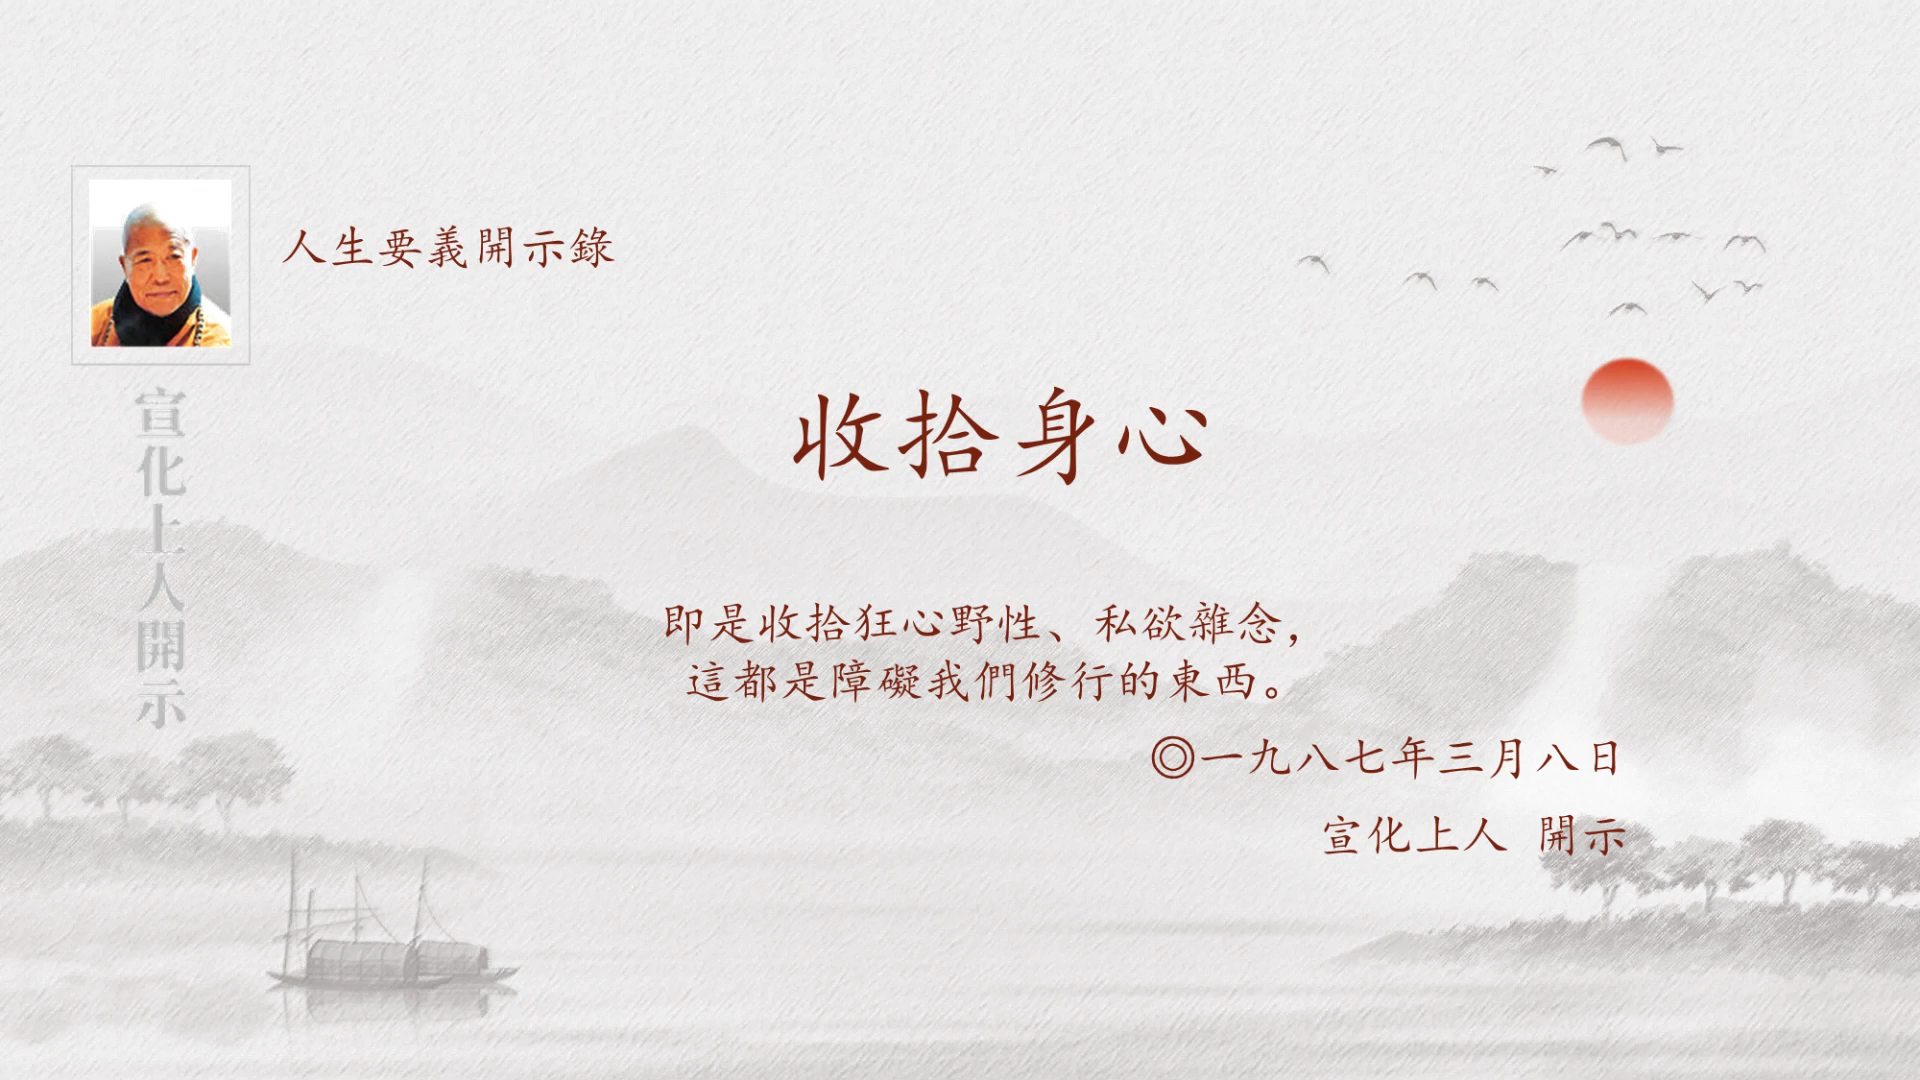 人生要義開示錄
宣化上人開示
收拾身心
即是收拾狂心野性、私欲雜念,
這都是障礙我們修行的東西。
◎一九八七年三月八日
宣化上人 開示